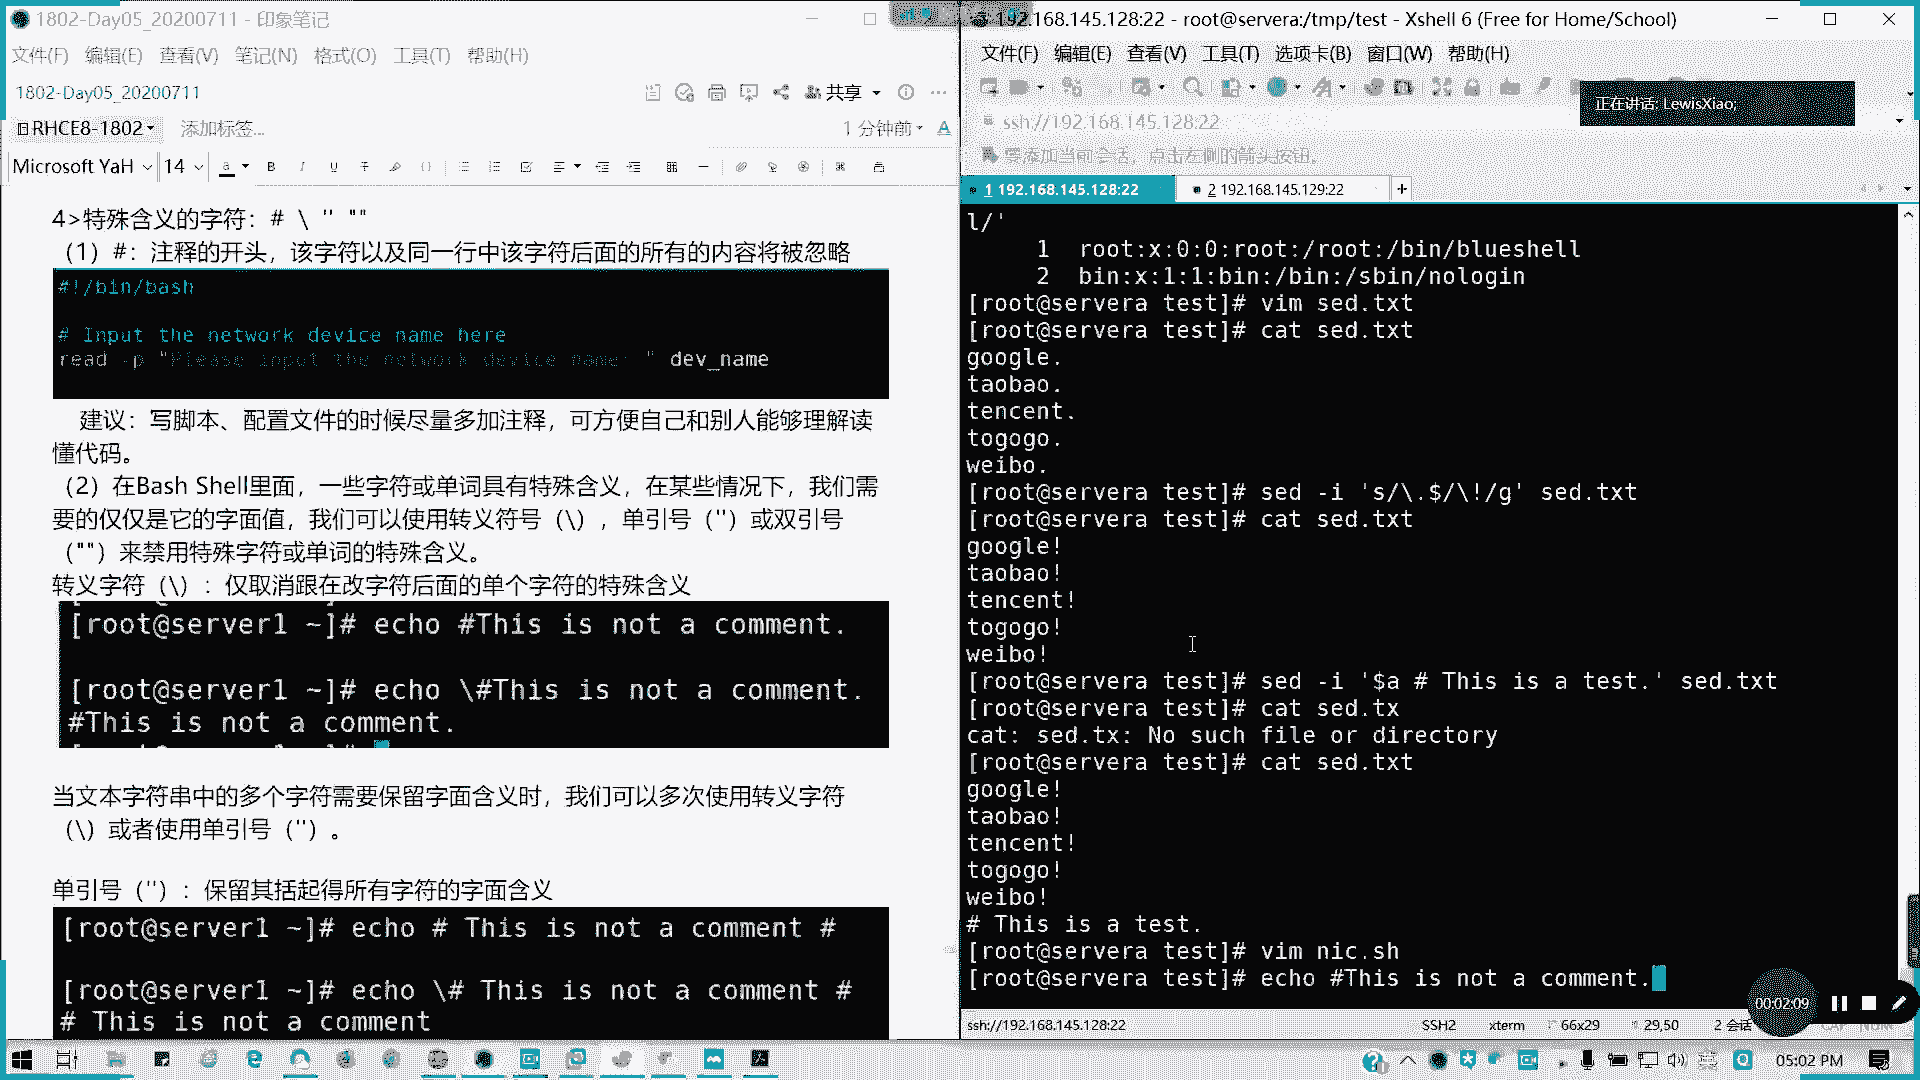 1802-Day05_20200711 - 印象笔记
文件(F) 编辑(E) 查看(V) 笔记(N) 格式(O) 工具(T) 帮助(H)
1802-Day05_20200711
共享
RHCE8-1802
添加标签...
1 分钟前
Microsoft YaH 14
4>特殊含义的字符：# \ '' ""
（1）#：注释的开头，该字符以及同一行中该字符后面的所有的内容将被忽略
#!/bin/bash
# Input the network device name here
read -p "Please input the network device name: " dev_name
建议：写脚本、配置文件的时候尽量多加注释，可方便自己和别人能够理解读
懂代码。
（2）在Bash Shell里面，一些字符或单词具有特殊含义，在某些情况下，我们需
要的仅仅是它的字面值，我们可以使用转义符号（\），单引号（''）或双引号
（""）来禁用特殊字符或单词的特殊含义。
转义字符（\）：仅取消跟在改字符后面的单个字符的特殊含义
[root@server1 ~]# echo #This is not a comment.
[root@server1 ~]# echo \#This is not a comment.
#This is not a comment.
当文本字符串中的多个字符需要保留字面含义时，我们可以多次使用转义字符
（\）或者使用单引号（''）。
单引号（''）：保留其括起得所有字符的字面含义
[root@server1 ~]# echo # This is not a comment #
[root@server1 ~]# echo \# This is not a comment #
# This is not a comment
192.168.145.128:22 - root@servera:/tmp/test - Xshell 6 (Free for Home/School)
文件(F) 编辑(E) 查看(V) 工具(T) 选项卡(B) 窗口(W) 帮助(H)
正在讲话: LewisXiao;
ssh://192.168.145.128:22
要添加当前会话，点击左侧的箭头按钮。
1 192.168.145.128:22
2 192.168.145.129:22
+
l/'
1 root:x:0:0:root:/root:/bin/blueshell
2 bin:x:1:1:bin:/bin:/sbin/nologin
[root@servera test]# vim sed.txt
[root@servera test]# cat sed.txt
google.
taobao.
tencent.
togogo.
weibo.
[root@servera test]# sed -i 's/\.$/\!/g' sed.txt
[root@servera test]# cat sed.txt
google!
taobao!
tencent!
togogo!
weibo!
[root@servera test]# sed -i '$a # This is a test.' sed.txt
[root@servera test]# cat sed.tx
cat: sed.tx: No such file or directory
[root@servera test]# cat sed.txt
google!
taobao!
tencent!
togogo!
weibo!
# This is a test.
[root@servera test]# vim nic.sh
[root@servera test]# echo #This is not a comment.
00:02:09
ssh://192.168.145.128:22
SSH2
xterm
66x29
29,50
2 会话
05:02 PM